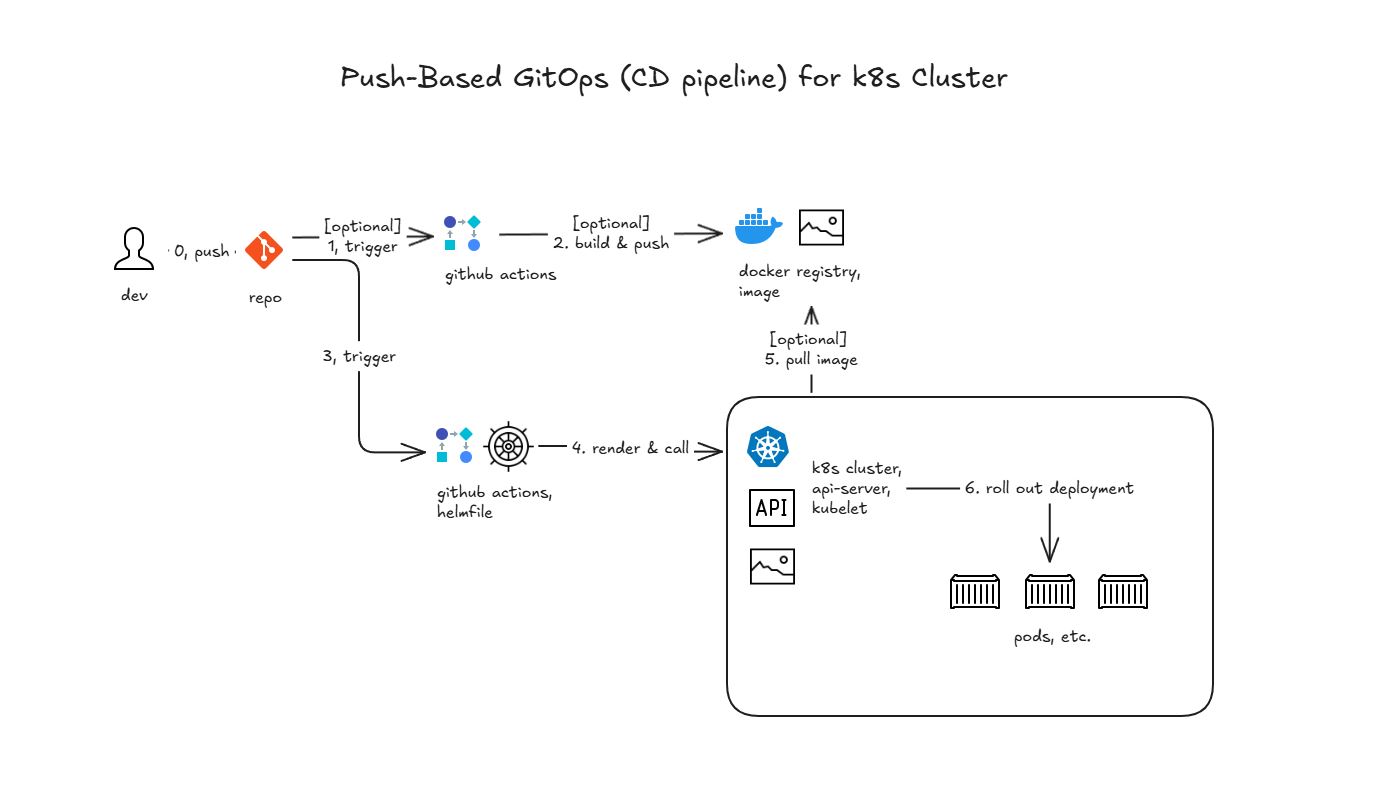 Push-Based GitOps (CD pipeline) for k8s Cluster
0, push
dev
repo
[optional]
1, trigger
github actions
[optional]
2. build & push
docker registry,
image
3, trigger
[optional]
5. pull image
github actions,
helmfile
4. render & call
API
k8s cluster,
api-server,
kubelet
6. roll out deployment
pods, etc.